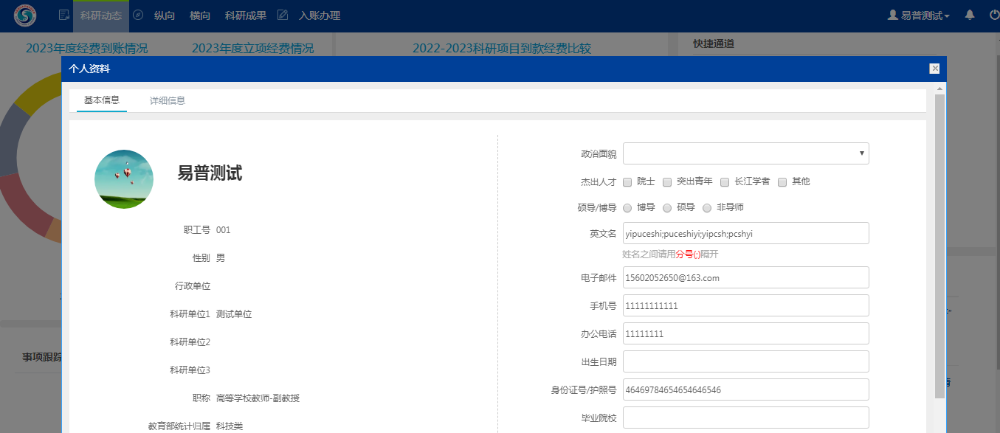 科研动态 纵向 横向 科研成果 入账办理 易普测试
2023年度经费到账情况 2023年度立项经费情况 2022-2023科研项目到款经费比较 快捷通道
个人资料
基本信息 详细信息
易普测试
职工号 001
性别 男
行政单位
科研单位1 测试单位
科研单位2
科研单位3
职称 高等学校教师-副教授
教育部统计归属 科技类
政治面貌
杰出人才 院士 突出青年 长江学者 其他
硕导/博导 博导 硕导 非导师
英文名 yipuceshi;puceshiyi;yipcsh;pcshyi
姓名之间请用分号(;)隔开
电子邮件 15602052650@163.com
手机号 11111111111
办公电话 11111111
出生日期
身份证号/护照号 46469784654654646546
毕业院校
事项跟踪